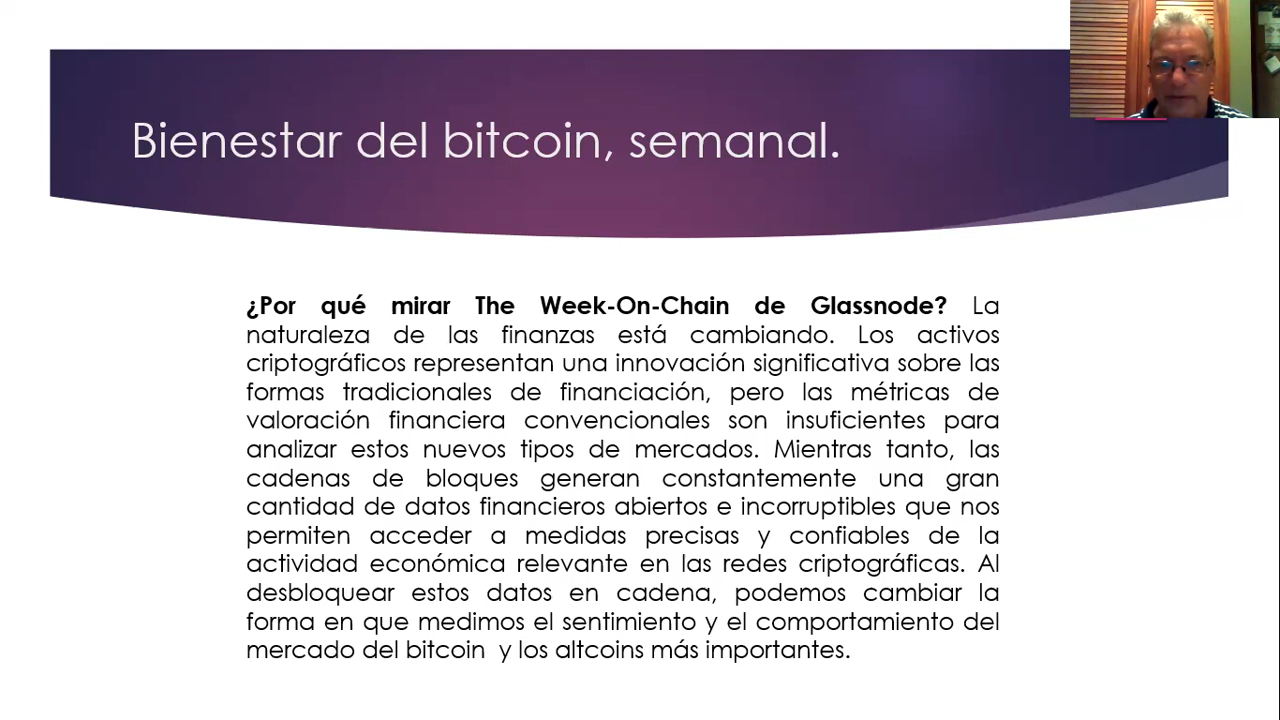 Bienestar del bitcoin, semanal.
¿Por qué mirar The Week-On-Chain de Glassnode? La
naturaleza de las finanzas está cambiando. Los activos
criptográficos representan una innovación significativa sobre las
formas tradicionales de financiación, pero las métricas de
valoración financiera convencionales son insuficientes para
analizar estos nuevos tipos de mercados. Mientras tanto, las
cadenas de bloques generan constantemente una gran
cantidad de datos financieros abiertos e incorruptibles que nos
permiten acceder a medidas precisas y confiables de la
actividad económica relevante en las redes criptográficas. Al
desbloquear estos datos en cadena, podemos cambiar la
forma en que medimos el sentimiento y el comportamiento del
mercado del bitcoin  y los altcoins más importantes.